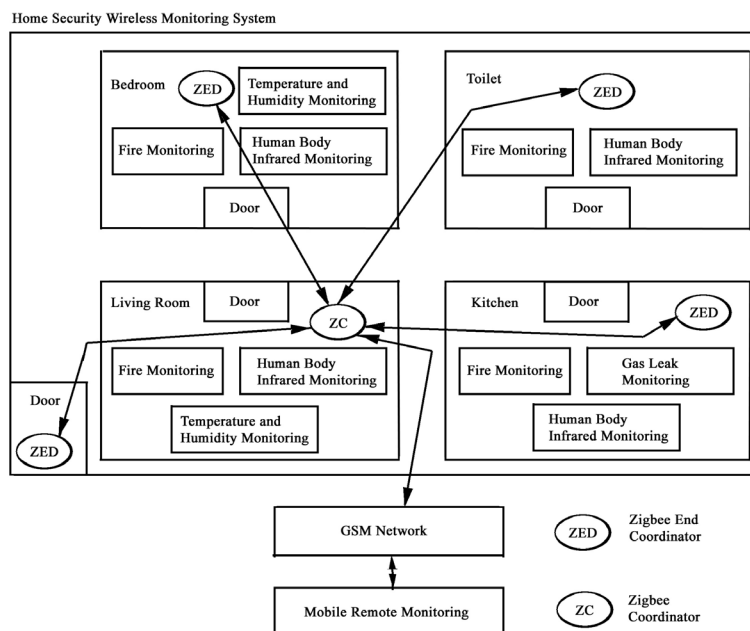 Home Security Wireless Monitoring System
Bedroom
ZED
Temperature and
Humidity Monitoring
Fire Monitoring
Human Body
Infrared Monitoring
Door
Toilet
ZED
Fire Monitoring
Human Body
Infrared Monitoring
Door
Living Room
Door
ZC
Fire Monitoring
Human Body
Infrared Monitoring
Temperature and
Humidity Monitoring
Kitchen
Door
ZED
Fire Monitoring
Gas Leak
Monitoring
Human Body
Infrared Monitoring
Door
ZED
GSM Network
Mobile Remote Monitoring
ZED
Zigbee End
Coordinator
ZC
Zigbee
Coordinator